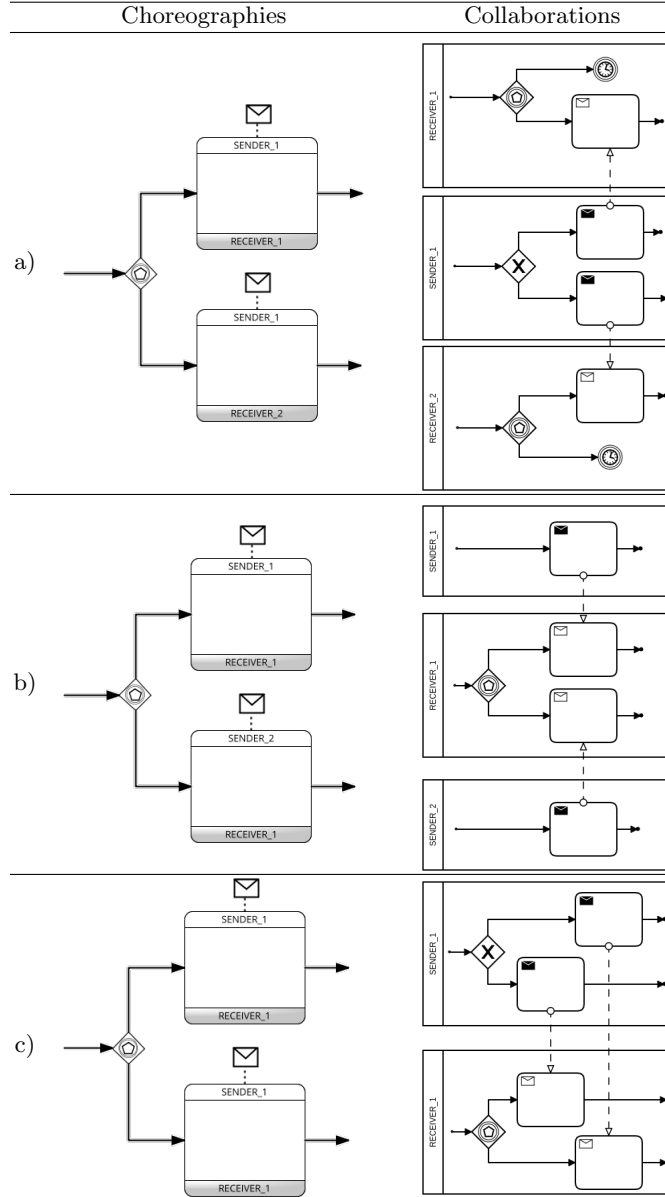 Choreographies Collaborations
a)
SENDER_1
RECEIVER_1
SENDER_1
RECEIVER_2
RECEIVER_1
SENDER_1
X
RECEIVER_2
b)
SENDER_1
RECEIVER_1
SENDER_2
RECEIVER_1
SENDER_1
RECEIVER_1
SENDER_2
c)
SENDER_1
RECEIVER_1
SENDER_1
RECEIVER_1
SENDER_1
X
RECEIVER_1